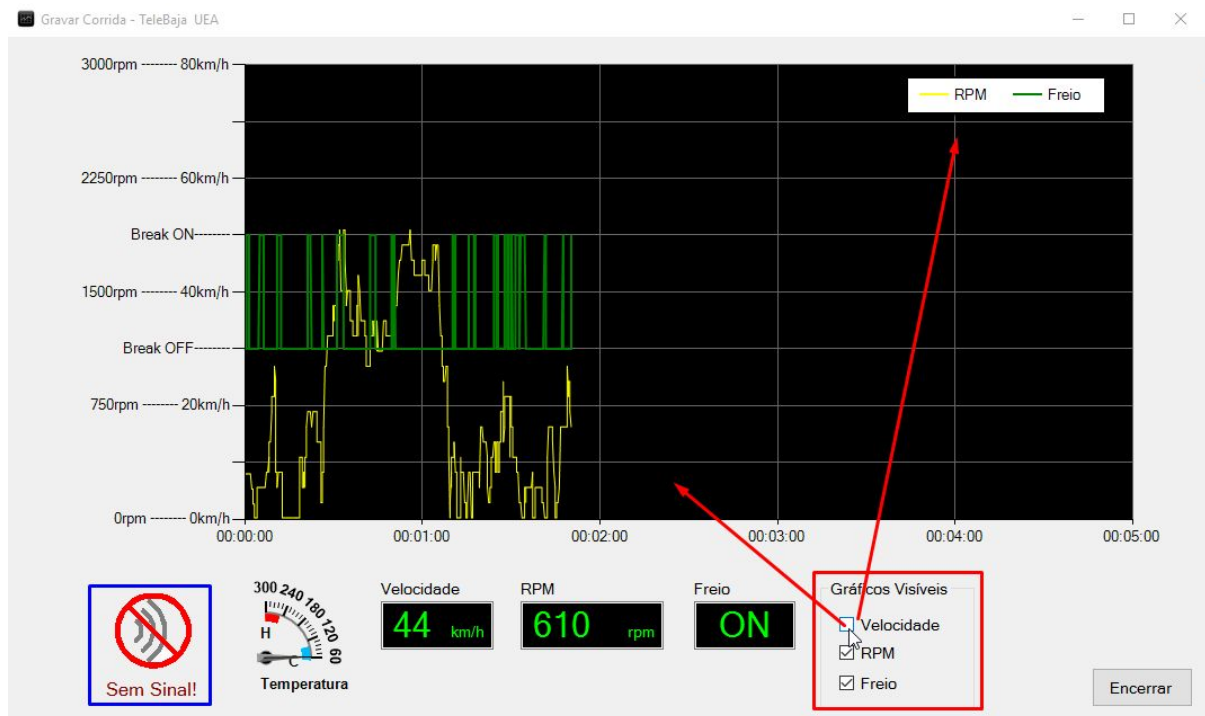 Gravar Corrida - TeleBaja UEA
3000rpm -------- 80km/h
RPM Freio
2250rpm -------- 60km/h
Break ON--------
1500rpm -------- 40km/h
Break OFF--------
750rpm -------- 20km/h
0rpm -------- 0km/h
00:00:00 00:01:00 00:02:00 00:03:00 00:04:00 00:05:00
Sem Sinal!
300 240 180 120 60
H
C
Temperatura
Velocidade
44 km/h
RPM
610 rpm
Freio
ON
Gráficos Visíveis
Velocidade
RPM
Freio
Encerrar